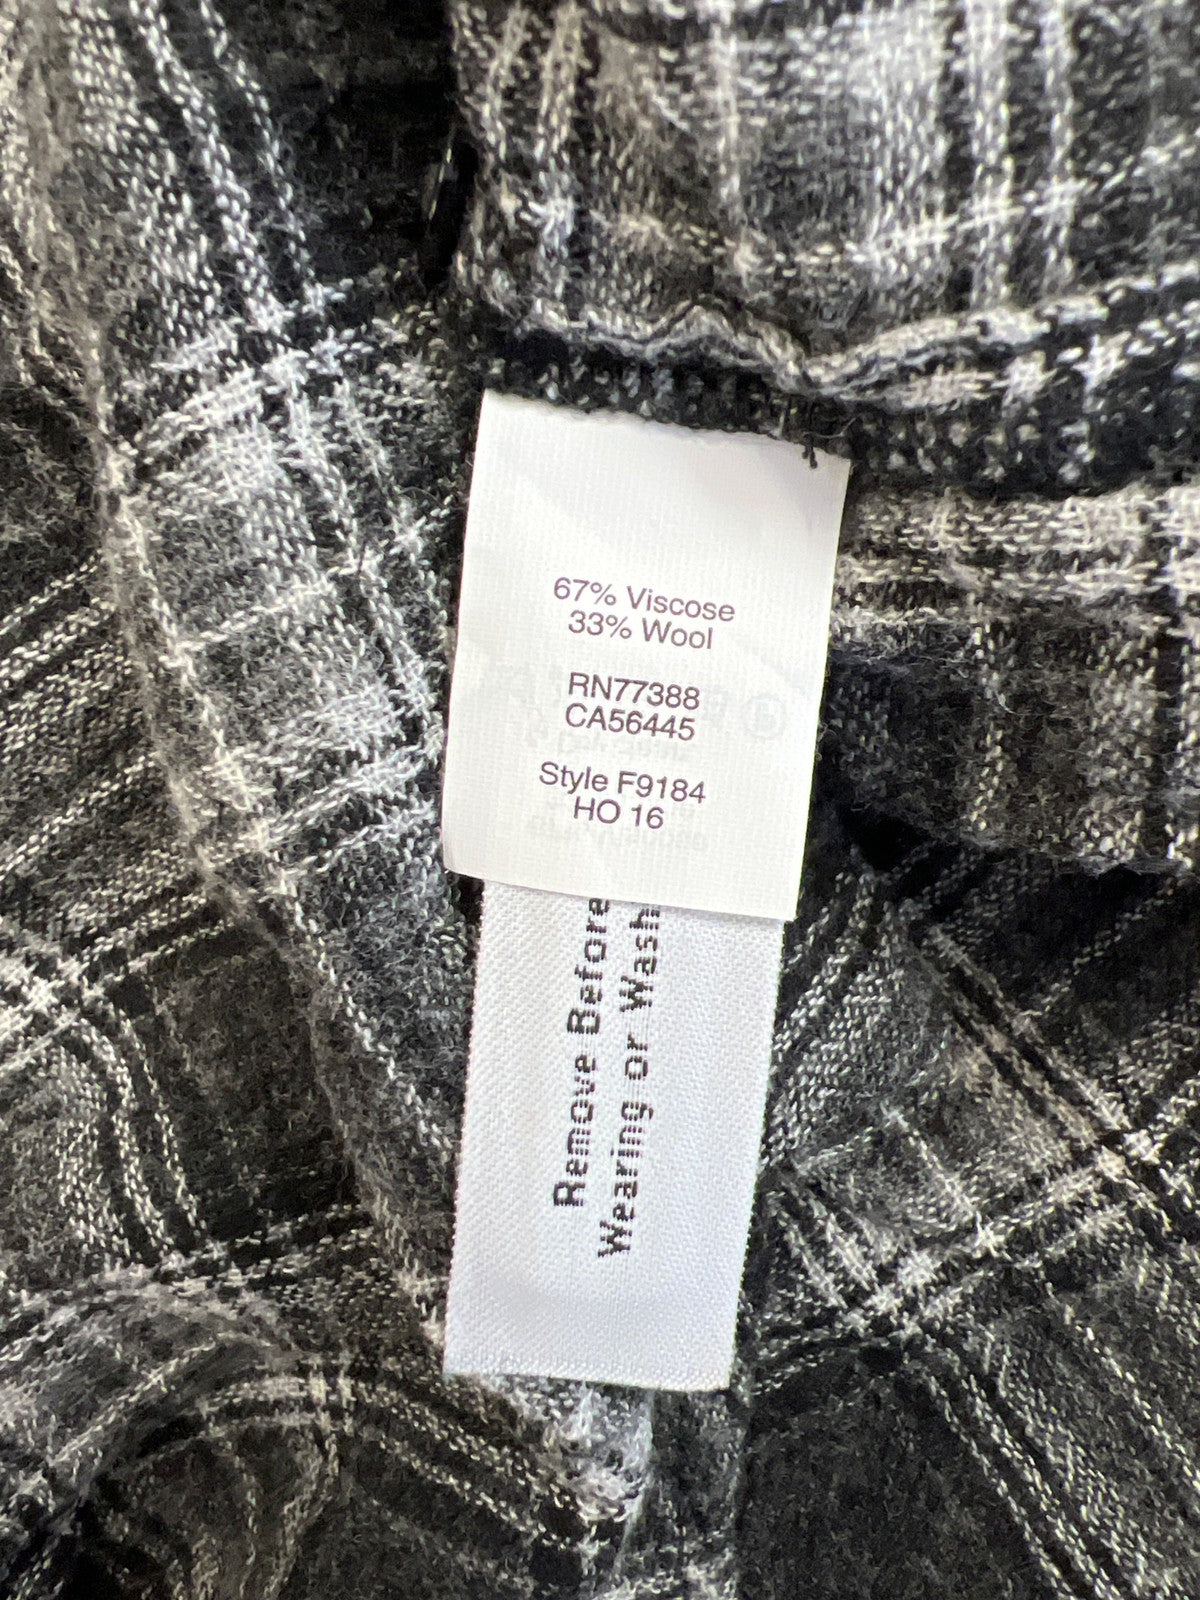 67% Viscose
33% Wool
RN77388
CA56445
Style F9184
HO 16
Remove Before
Wearing or Wash